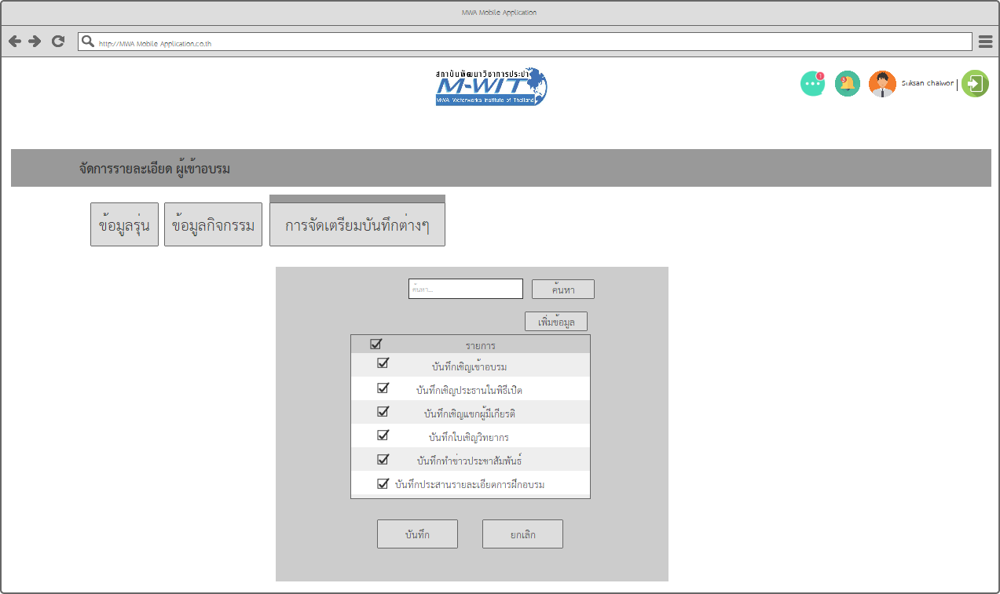 MWA Mobile Application
http://MWA Mobile Application.co.th
สถาบันพัฒนาวิชาการประปา
M-WIT
MWA Waterworks Institute of Thailand
1
3
Suksan chaiwon
จัดการรายละเอียด ผู้เข้าอบรม
ข้อมูลรุ่น
ข้อมูลกิจกรรม
การจัดเตรียมบันทึกต่างๆ
ค้นหา...
ค้นหา
เพิ่มข้อมูล
รายการ
บันทึกเชิญเข้าอบรม
บันทึกเชิญประธานในพิธีเปิด
บันทึกเชิญแขกผู้มีเกียรติ
บันทึกใบเชิญวิทยากร
บันทึกทำข่าวประชาสัมพันธ์
บันทึกประสานรายละเอียดการฝึกอบรม
บันทึก
ยกเลิก